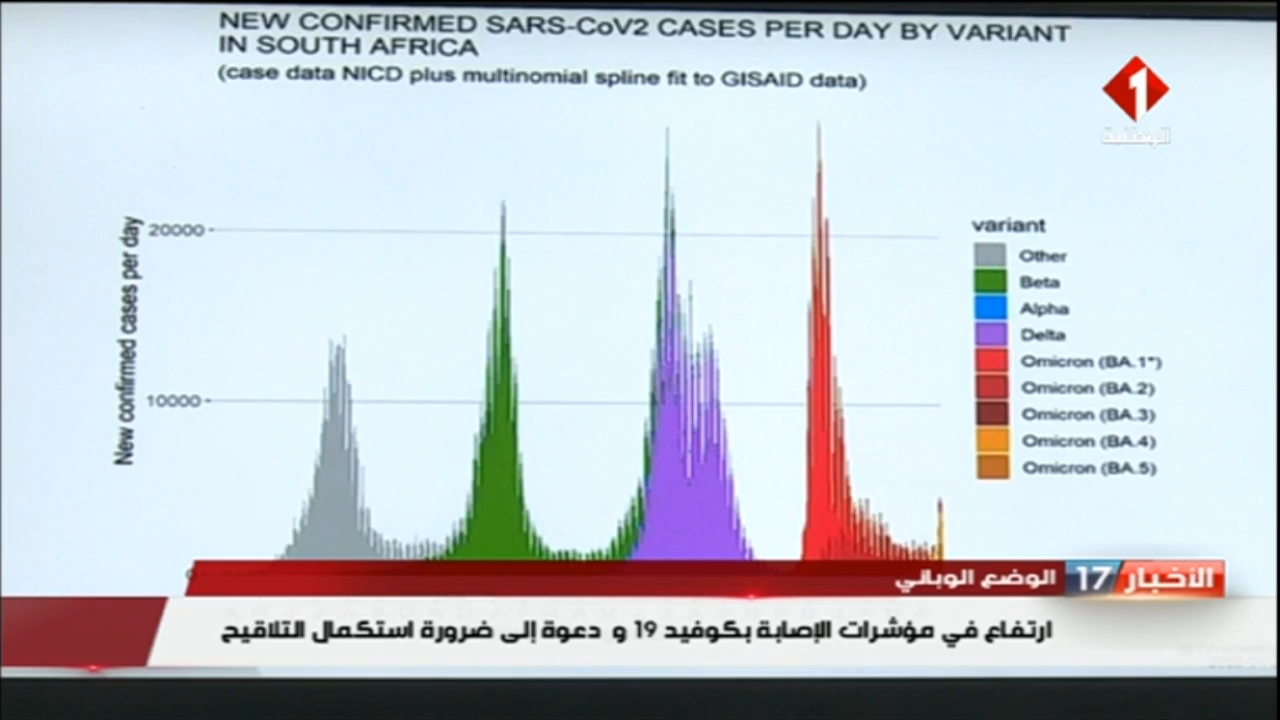 NEW CONFIRMED SARS-CoV2 CASES PER DAY BY VARIANT
IN SOUTH AFRICA
(case data NICD plus multinomial spline fit to GISAID data)
1
الوطنية
New confirmed cases per day
20000
10000
0
variant
Other
Beta
Alpha
Delta
Omicron (BA.1*)
Omicron (BA.2)
Omicron (BA.3)
Omicron (BA.4)
Omicron (BA.5)
الأخبار 17 الوضع الوبائي
ارتفاع في مؤشرات الإصابة بكوفيد 19 و دعوة إلى ضرورة استكمال التلاقيح